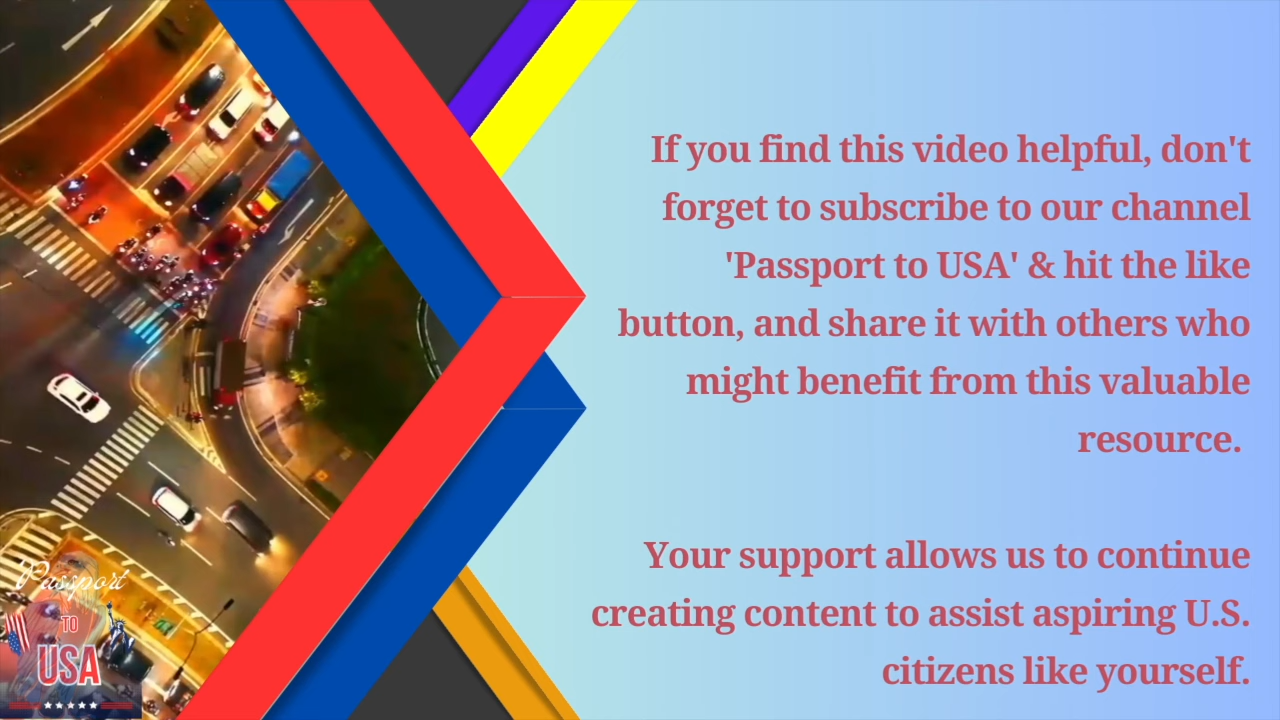 If you find this video helpful, don't
forget to subscribe to our channel
'Passport to USA' & hit the like
button, and share it with others who
might benefit from this valuable
resource.
Your support allows us to continue
creating content to assist aspiring U.S.
citizens like yourself.
Passport
TO
USA